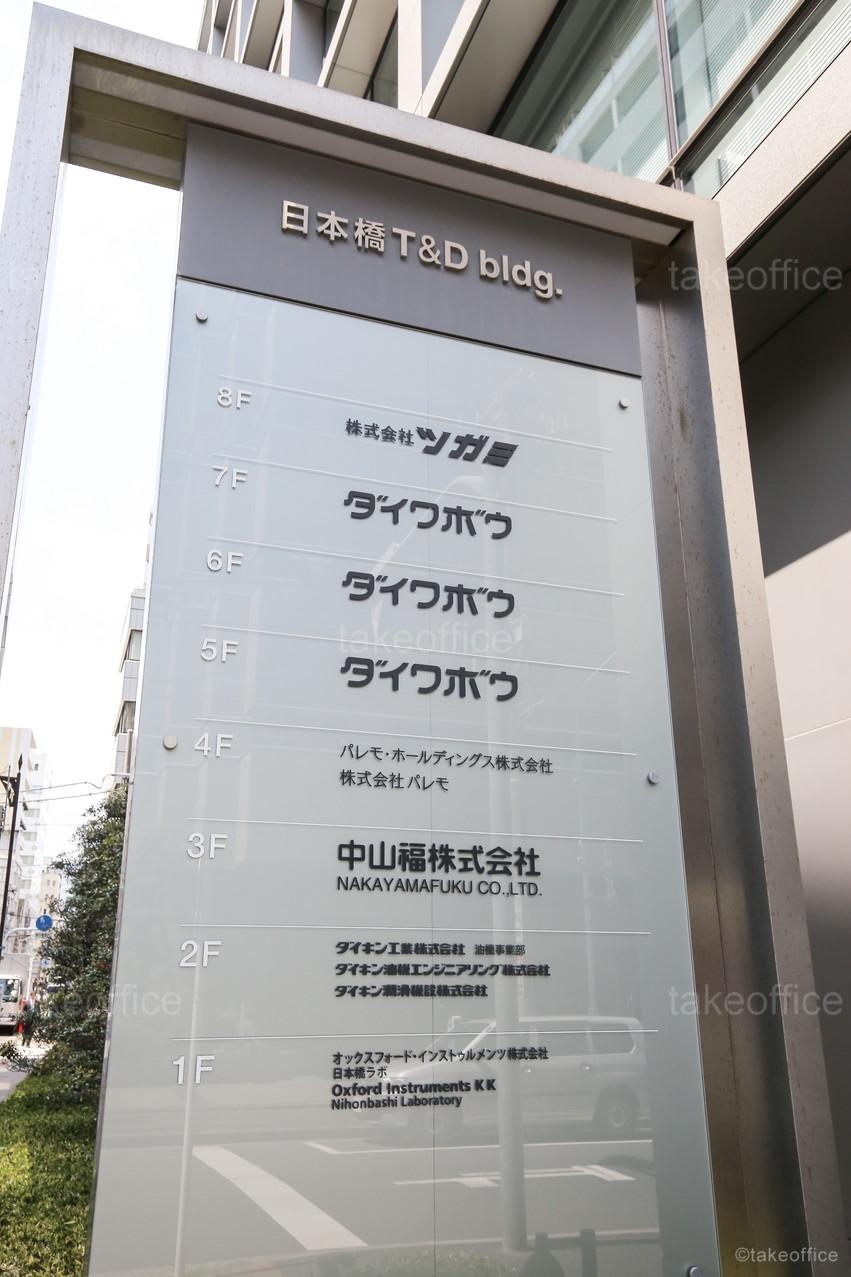 日本橋T&D bldg.
8F
株式会社ツガミ
7F
ダイワボウ
6F
ダイワボウ
5F
ダイワボウ
4F
パレモ・ホールディングス株式会社
株式会社パレモ
3F
中山福株式会社
NAKAYAMAFUKU CO.,LTD.
2F
ダイキン工業株式会社 油機事業部
ダイキン油機エンジニアリング株式会社
ダイキン潤滑機設株式会社
1F
オックスフォード・インストゥルメンツ株式会社
日本橋ラボ
Oxford Instruments KK
Nihonbashi Laboratory
takeoffice
takeoffice
takeoffice
takeoffice
takeoffice
©takeoffice